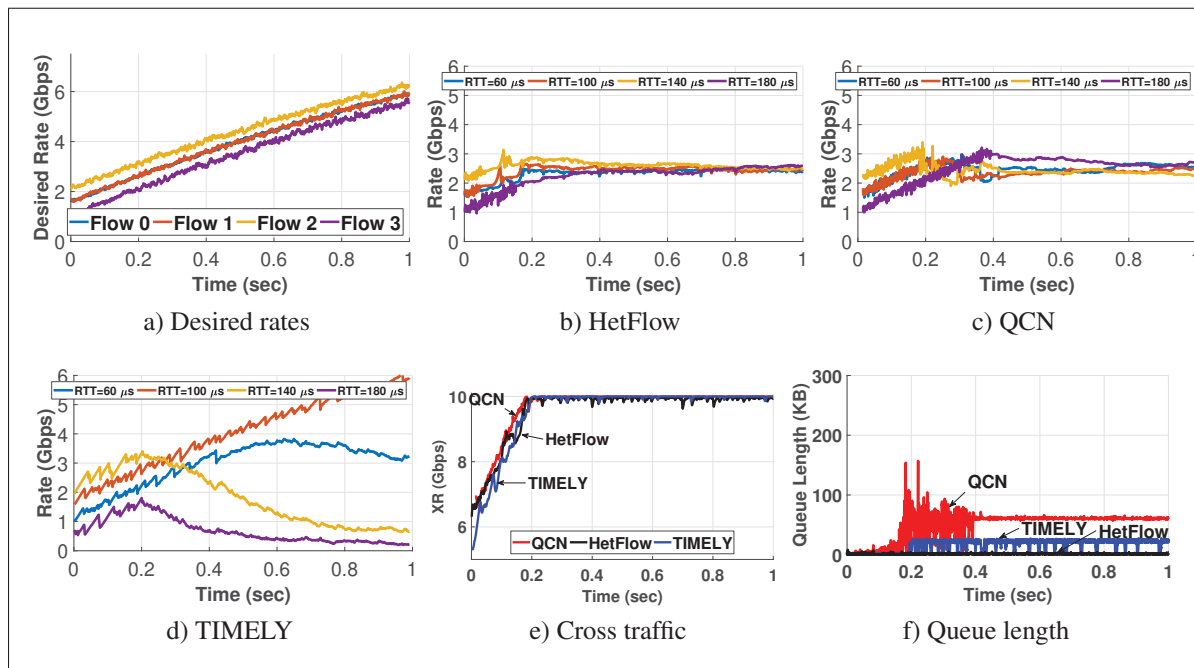 Desired Rate (Gbps)
6
4
2
0
Flow 0 Flow 1 Flow 2 Flow 3
0 0.2 0.4 0.6 0.8 1
Time (sec)
a) Desired rates
Rate (Gbps)
6
5
4
3
2
1
0
RTT=60 μs RTT=100 μs RTT=140 μs RTT=180 μs
0 0.2 0.4 0.6 0.8 1
Time (sec)
b) HetFlow
Rate (Gbps)
6
5
4
3
2
1
0
RTT=60 μs RTT=100 μs RTT=140 μs RTT=180 μs
0 0.2 0.4 0.6 0.8 1
Time (sec)
c) QCN
Rate (Gbps)
6
5
4
3
2
1
0
RTT=60 μs RTT=100 μs RTT=140 μs RTT=180 μs
0 0.2 0.4 0.6 0.8 1
Time (sec)
d) TIMELY
XR (Gbps)
10
8
6
QCN
HetFlow
TIMELY
QCN HetFlow TIMELY
0 0.2 0.4 0.6 0.8 1
Time (sec)
e) Cross traffic
Queue Length (KB)
300
200
100
0
QCN
TIMELY
HetFlow
0 0.2 0.4 0.6 0.8 1
Time (sec)
f) Queue length